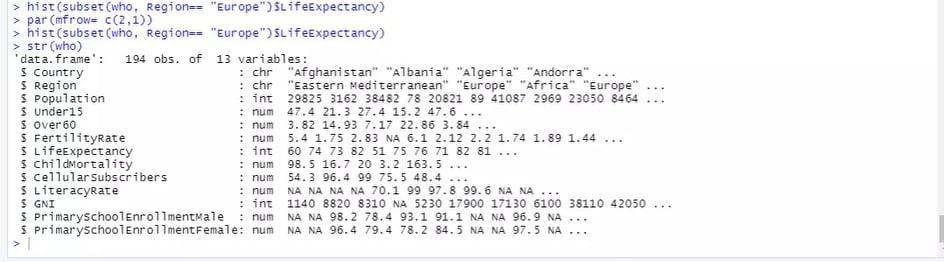 > hist(subset(who, Region== "Europe")$LifeExpectancy)
> par(mfrow= c(2,1))
> hist(subset(who, Region== "Europe")$LifeExpectancy)
> str(who)
'data.frame':   194 obs. of  13 variables:
 $ Country                      : chr  "Afghanistan" "Albania" "Algeria" "Andorra" ...
 $ Region                       : chr  "Eastern Mediterranean" "Europe" "Africa" "Europe" ...
 $ Population                   : int  29825 3162 38482 78 20821 89 41087 2969 23050 8464 ...
 $ Under15                      : num  47.4 21.3 27.4 15.2 47.6 ...
 $ Over60                       : num  3.82 14.93 7.17 22.86 3.84 ...
 $ FertilityRate                : num  5.4 1.75 2.83 NA 6.1 2.12 2.2 1.74 1.89 1.44 ...
 $ LifeExpectancy               : int  60 74 73 82 51 75 76 71 82 81 ...
 $ ChildMortality               : num  98.5 16.7 20 3.2 163.5 ...
 $ CellularSubscribers          : num  54.3 96.4 99 75.5 48.4 ...
 $ LiteracyRate                 : num  NA NA NA NA 70.1 99 97.8 99.6 NA NA ...
 $ GNI                          : int  1140 8820 8310 NA 5230 17900 17130 6100 38110 42050 ...
 $ PrimarySchoolEnrollmentMale  : num  NA NA 98.2 78.4 93.1 91.1 NA NA 96.9 NA ...
 $ PrimarySchoolEnrollmentFemale: num  NA NA 96.4 79.4 78.2 84.5 NA NA 97.5 NA ...
>